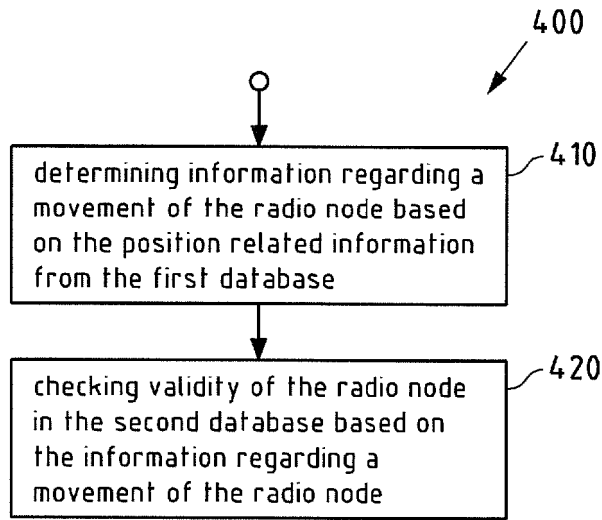 400
410
determining information regarding a
movement of the radio node based
on the position related information
from the first database
420
checking validity of the radio node
in the second database based on
the information regarding a
movement of the radio node